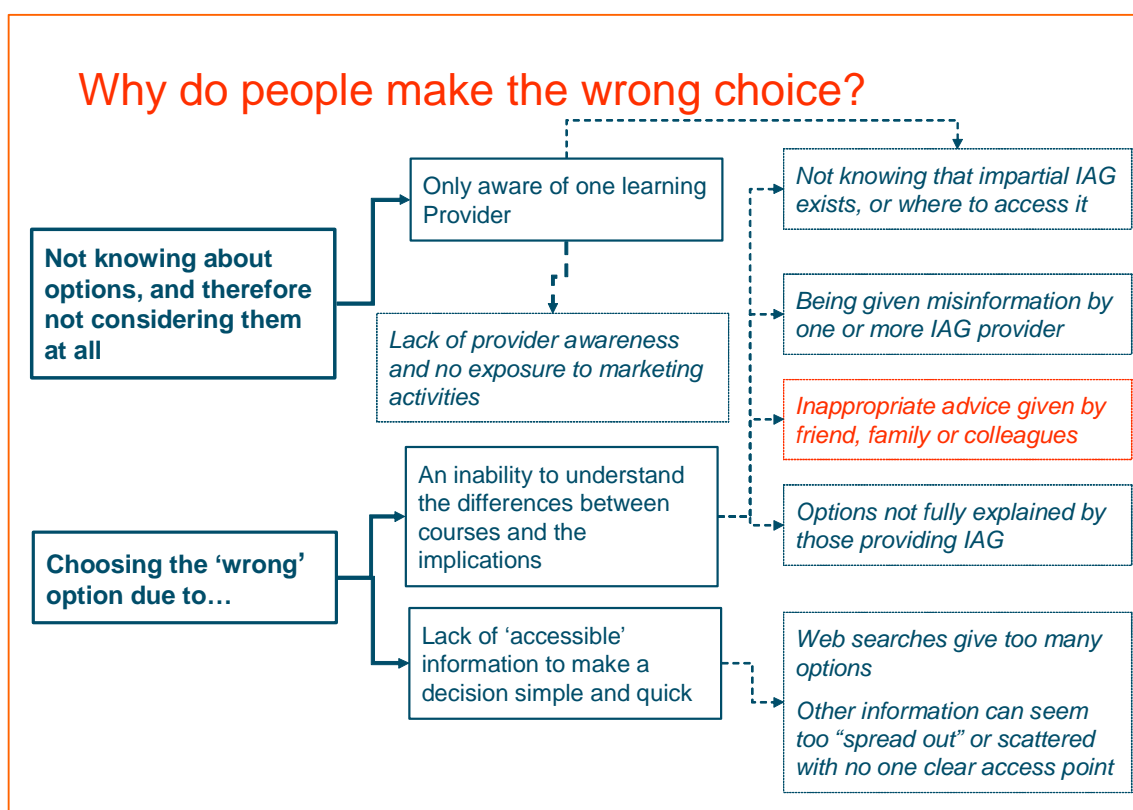 Why do people make the wrong choice?
Only aware of one learning
Provider
Not knowing that impartial IAG
exists, or where to access it
Not knowing about
options, and therefore
not considering them
at all
Being given misinformation by
one or more IAG provider
Lack of provider awareness
and no exposure to marketing
activities
Inappropriate advice given by
friend, family or colleagues
An inability to understand
the differences between
courses and the
implications
Options not fully explained by
those providing IAG
Choosing the ‘wrong’
option due to…
Lack of ‘accessible’
information to make a
decision simple and quick
Web searches give too many
options
Other information can seem
too “spread out” or scattered
with no one clear access point